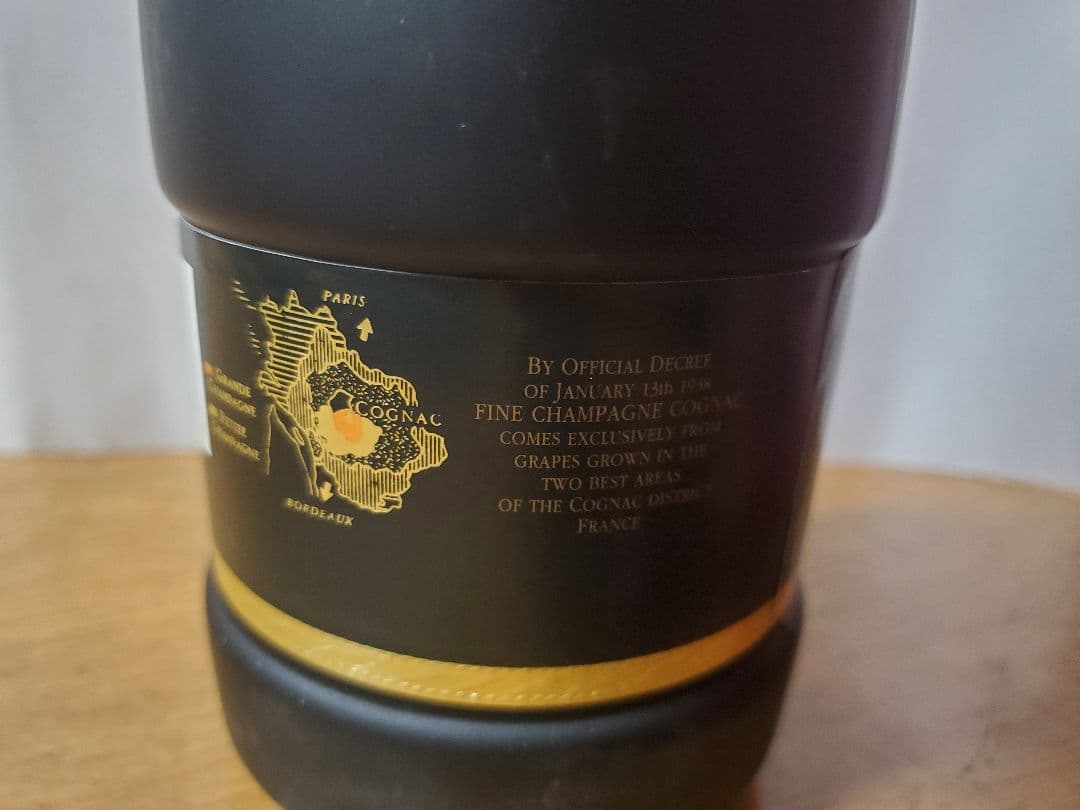 PARIS
GRANDE
CHAMPAGNE
COGNAC
CHAMPAGNE
BORDEAUX
BY OFFICIAL DECREE
OF JANUARY 13th 1938
FINE CHAMPAGNE COGNAC
COMES EXCLUSIVELY FROM
GRAPES GROWN IN THE
TWO BEST AREAS
OF THE COGNAC DISTRICT
FRANCE